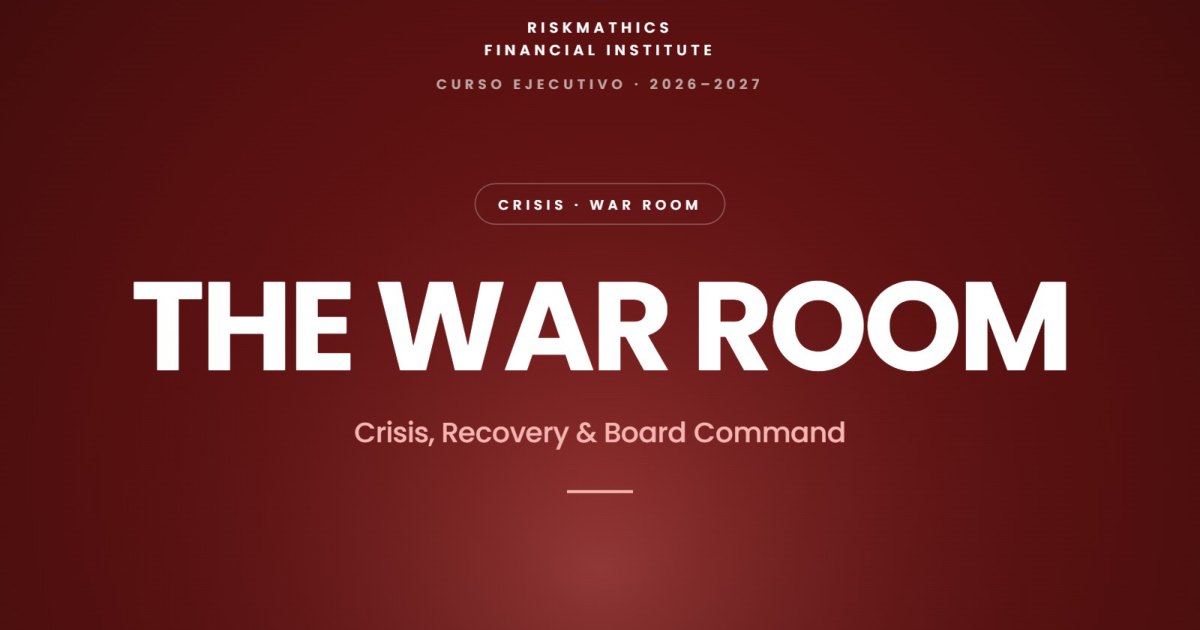 RISKMATHICS
FINANCIAL INSTITUTE
CURSO EJECUTIVO · 2026–2027
CRISIS · WAR ROOM
THE WAR ROOM
Crisis, Recovery & Board Command